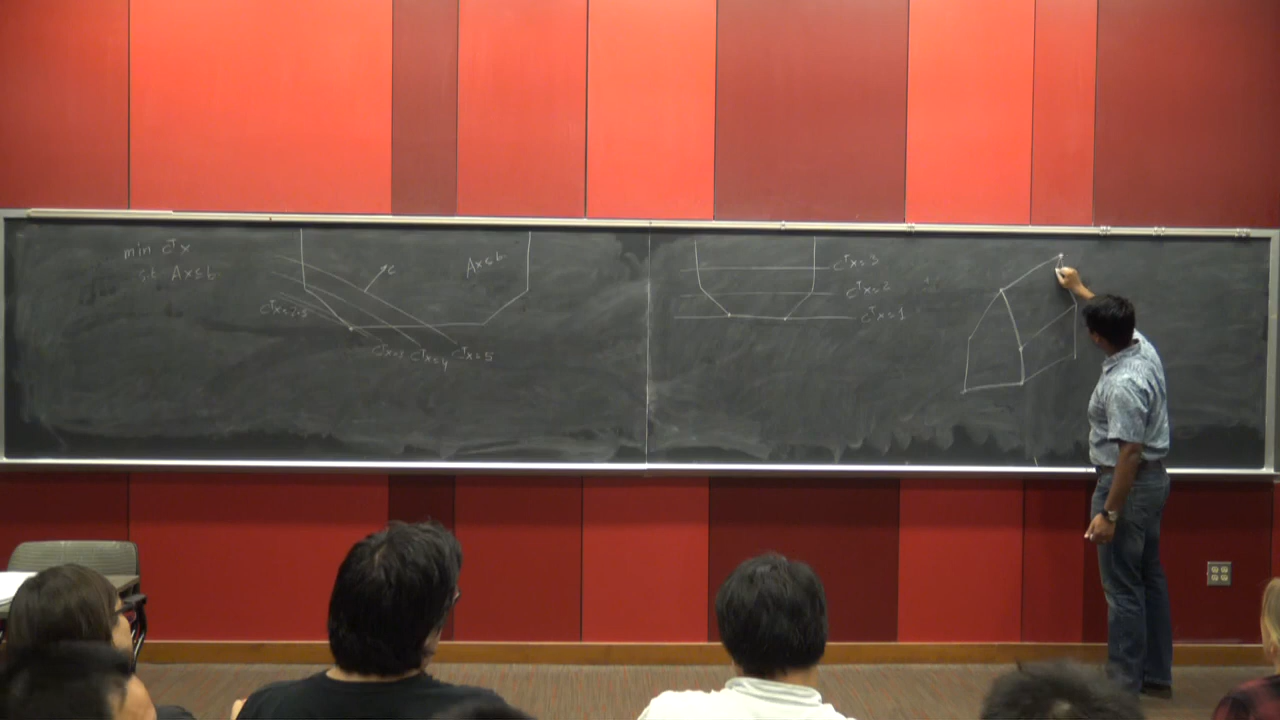 min cᵀx
s.t. Ax≤b
c
Ax≤b
cᵀx=2.5
cᵀx=3
cᵀx=4
cᵀx=5
cᵀx=3
cᵀx=2
cᵀx=1